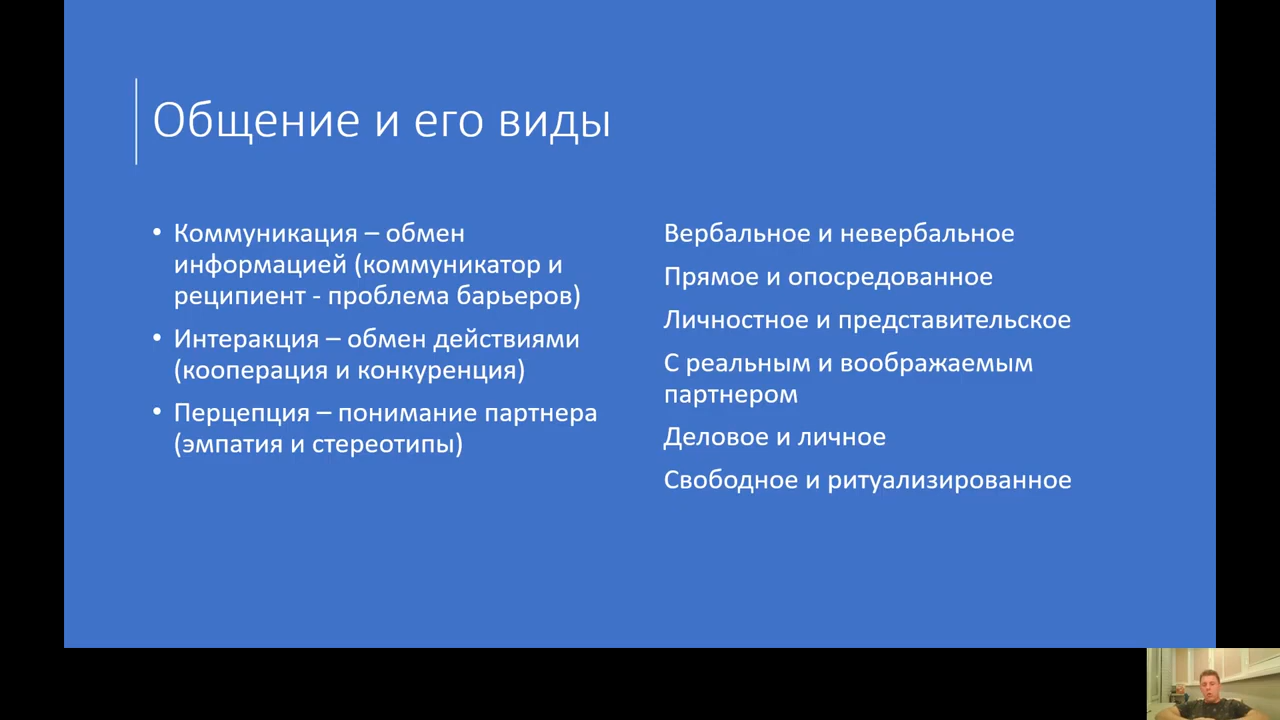 Общение и его виды
• Коммуникация – обмен
информацией (коммуникатор и
реципиент - проблема барьеров)
• Интеракция – обмен действиями
(кооперация и конкуренция)
• Перцепция – понимание партнера
(эмпатия и стереотипы)
Вербальное и невербальное
Прямое и опосредованное
Личностное и представительское
С реальным и воображаемым
партнером
Деловое и личное
Свободное и ритуализированное